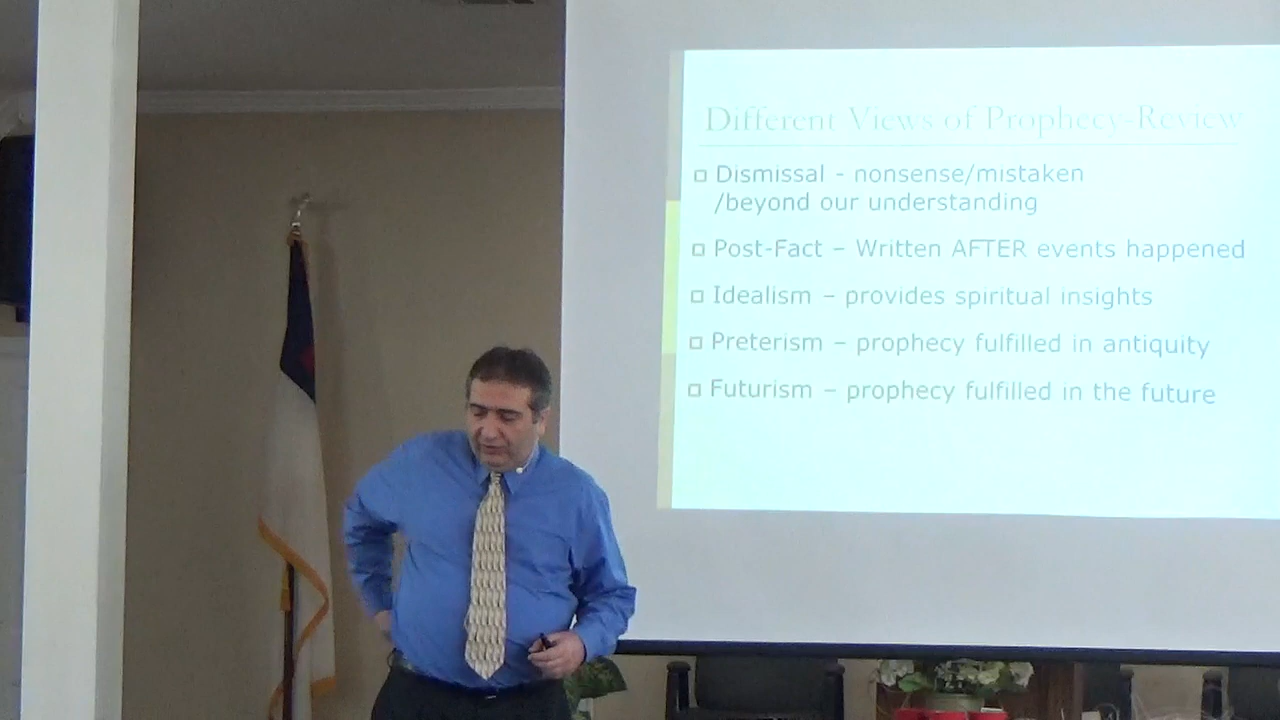 Different Views of Prophecy-Review
Dismissal - nonsense/mistaken
/beyond our understanding
Post-Fact – Written AFTER events happened
Idealism – provides spiritual insights
Preterism – prophecy fulfilled in antiquity
Futurism – prophecy fulfilled in the future